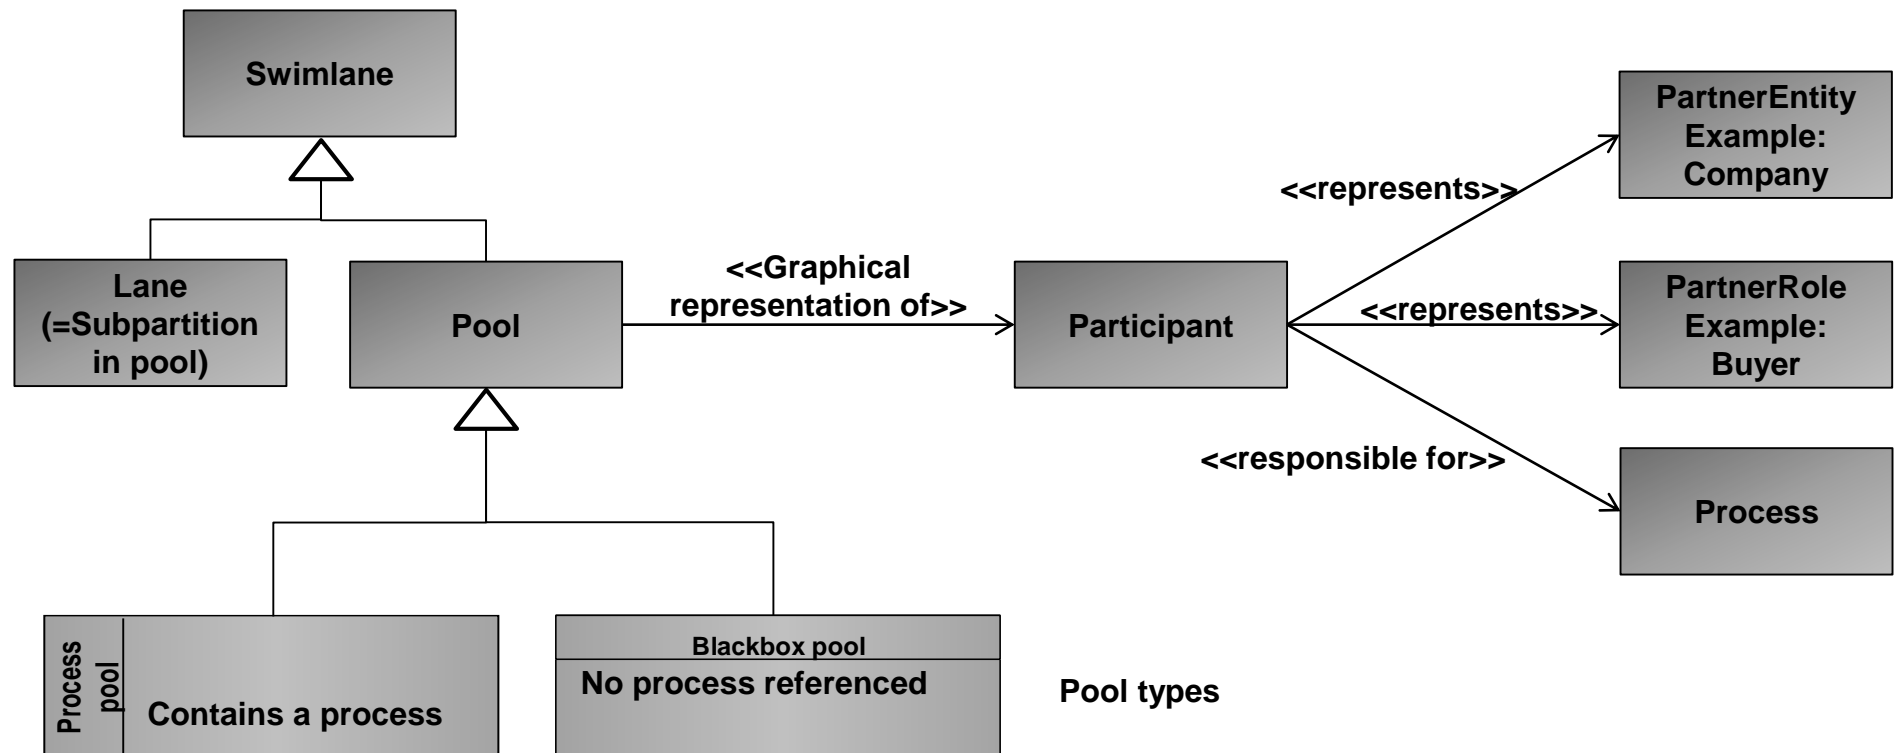 Swimlane
PartnerEntity
Example:
Company
<<represents>>
Lane
(=Subpartition
in pool)
Pool
<<Graphical
representation of>>
Participant
<<represents>>
PartnerRole
Example:
Buyer
<<responsible for>>
Process
Process
pool
Contains a process
Blackbox pool
No process referenced
Pool types